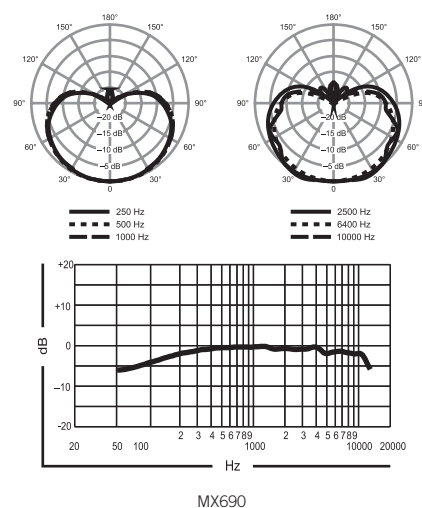 180°
150° 150°
120° 120°
90° 90°
60° 60°
30° 30°
0
–20 dB
–15 dB
–10 dB
–5 dB
250 Hz
500 Hz
1000 Hz
180°
150° 150°
120° 120°
90° 90°
60° 60°
30° 30°
0
–20 dB
–15 dB
–10 dB
–5 dB
2500 Hz
6400 Hz
10000 Hz
+20
+10
0
–10
-20
dB
2 3 4 5 6 7 8 9 2 3 4 5 6 7 8 9
20 50 100 1000 10000 20000
Hz
MX690